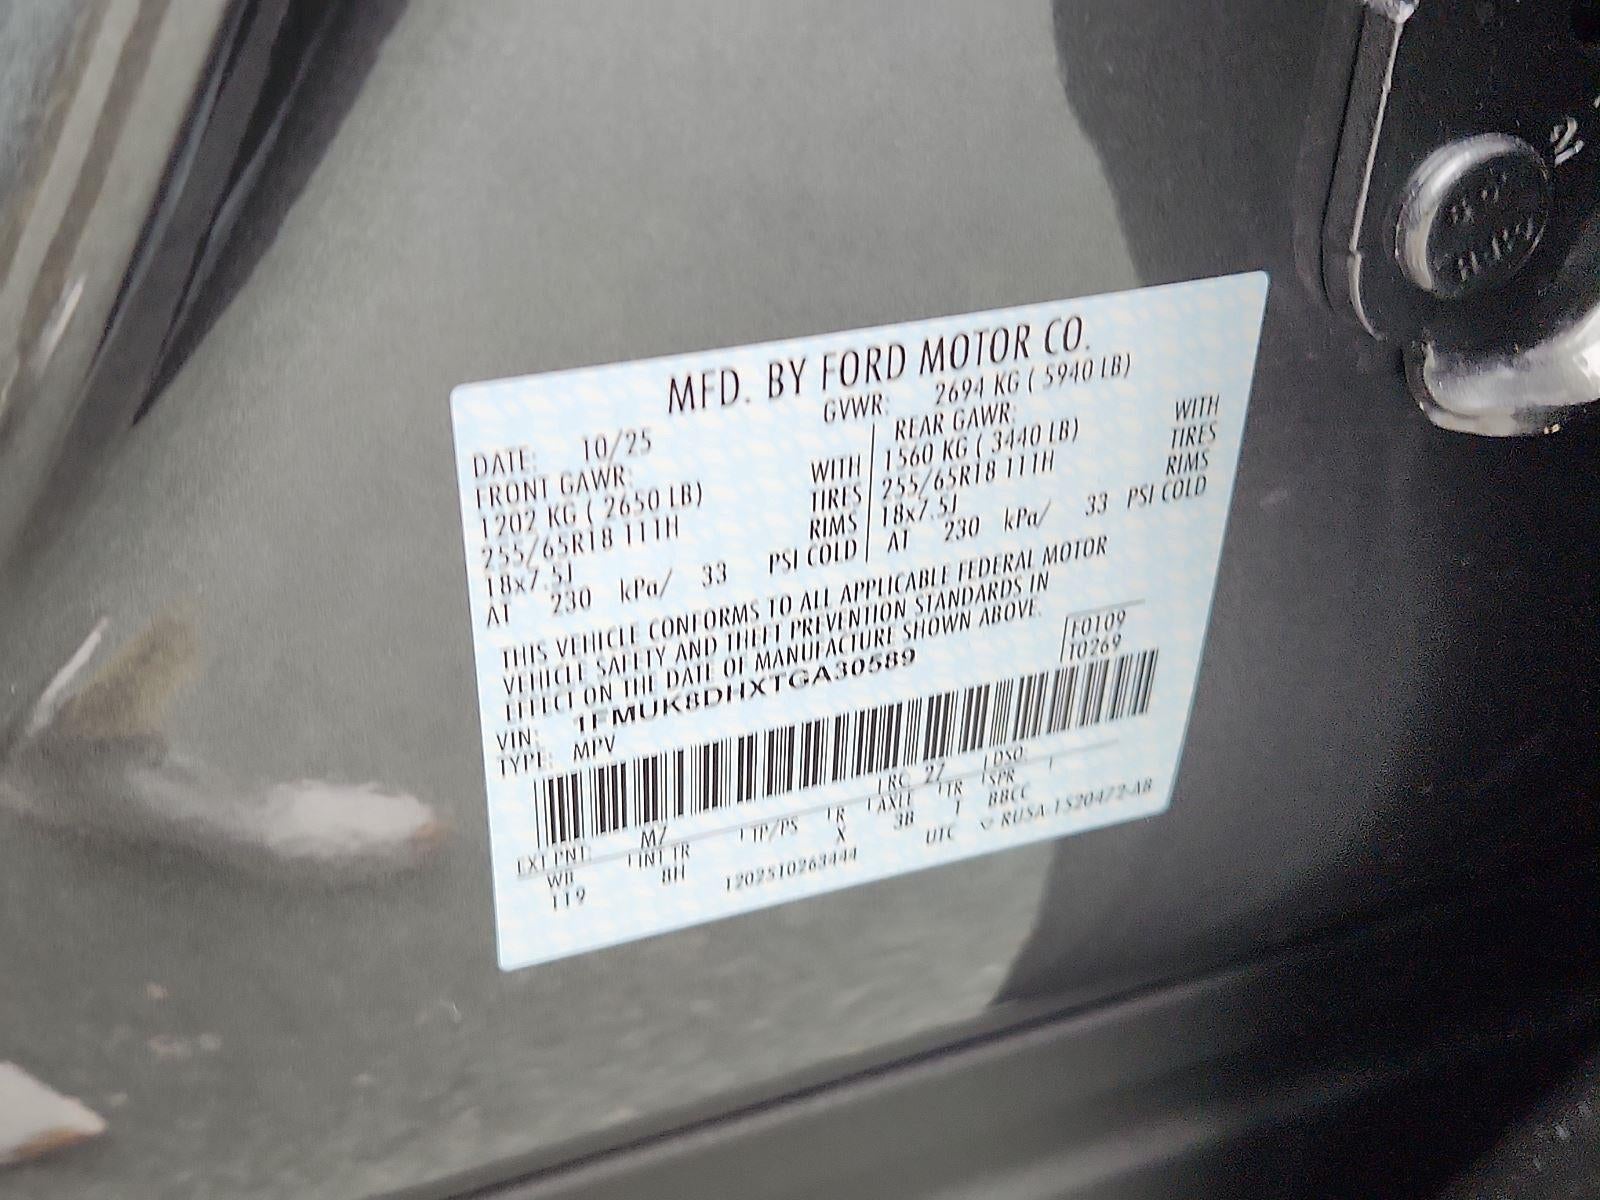 MFD. BY FORD MOTOR CO.
DATE: 10/25 GVWR: 2694 KG ( 5940 LB)
FRONT GAWR: REAR GAWR:
1202 KG ( 2650 LB) WITH 1560 KG ( 3440 LB) WITH
255/65R18 111H TIRES 255/65R18 111H TIRES
18x7.5J RIMS 18x7.5J RIMS
AT 230 kPa/ 33 PSI COLD AT 230 kPa/ 33 PSI COLD
THIS VEHICLE CONFORMS TO ALL APPLICABLE FEDERAL MOTOR
VEHICLE SAFETY AND THEFT PREVENTION STANDARDS IN
EFFECT ON THE DATE OF MANUFACTURE SHOWN ABOVE.
VIN: 1FMUK8DHXTGA30589 F0109
TYPE: MPV T0269
EXT PNT: M7 RC: 27 DSO:
WB INT TR TP/PS R AXLE TR SPR
119 8H X 3B 1 BBCC
1202510263444 UTC RUSA-1520472-AB